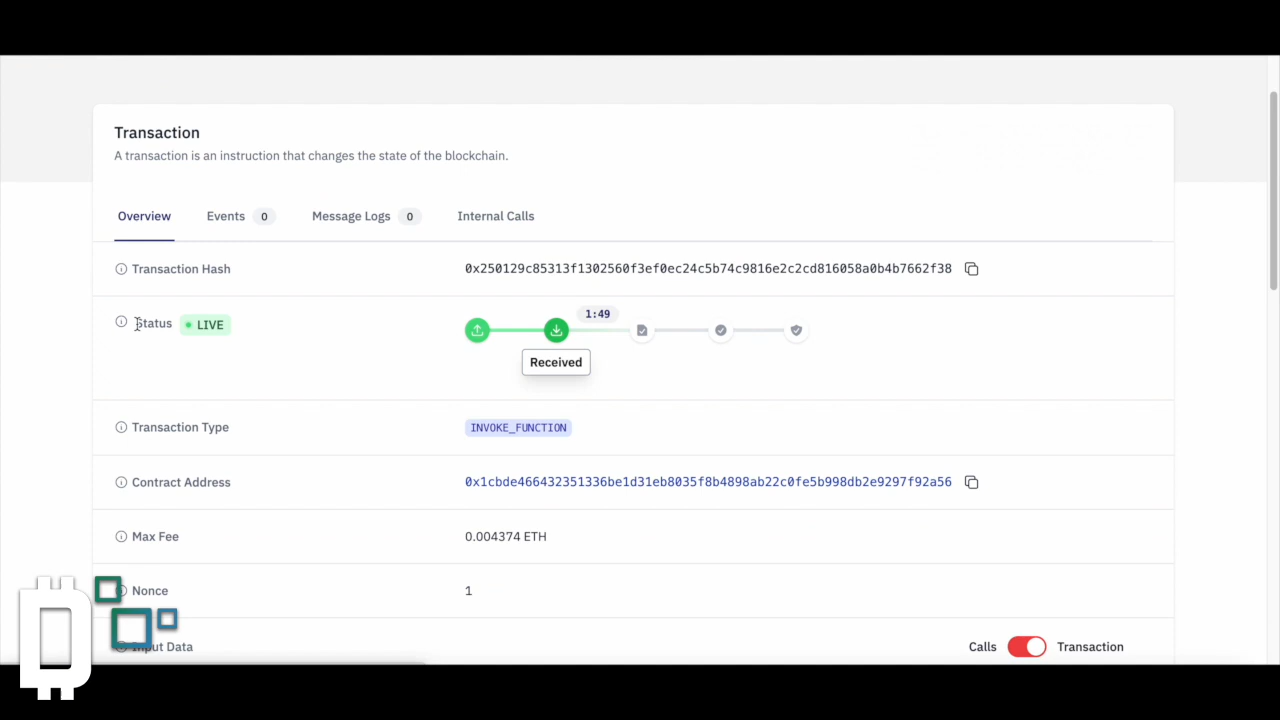 Transaction
A transaction is an instruction that changes the state of the blockchain.
Overview Events 0 Message Logs 0 Internal Calls
Transaction Hash 0x250129c85313f1302560f3ef0ec24c5b74c9816e2c2cd816058a0b4b7662f38
1:49
Status LIVE
Received
Transaction Type INVOKE_FUNCTION
Contract Address 0x1cbde466432351336be1d31eb8035f8b4898ab22c0fe5b998db2e9297f92a56
Max Fee 0.004374 ETH
Nonce 1
Input Data Calls Transaction